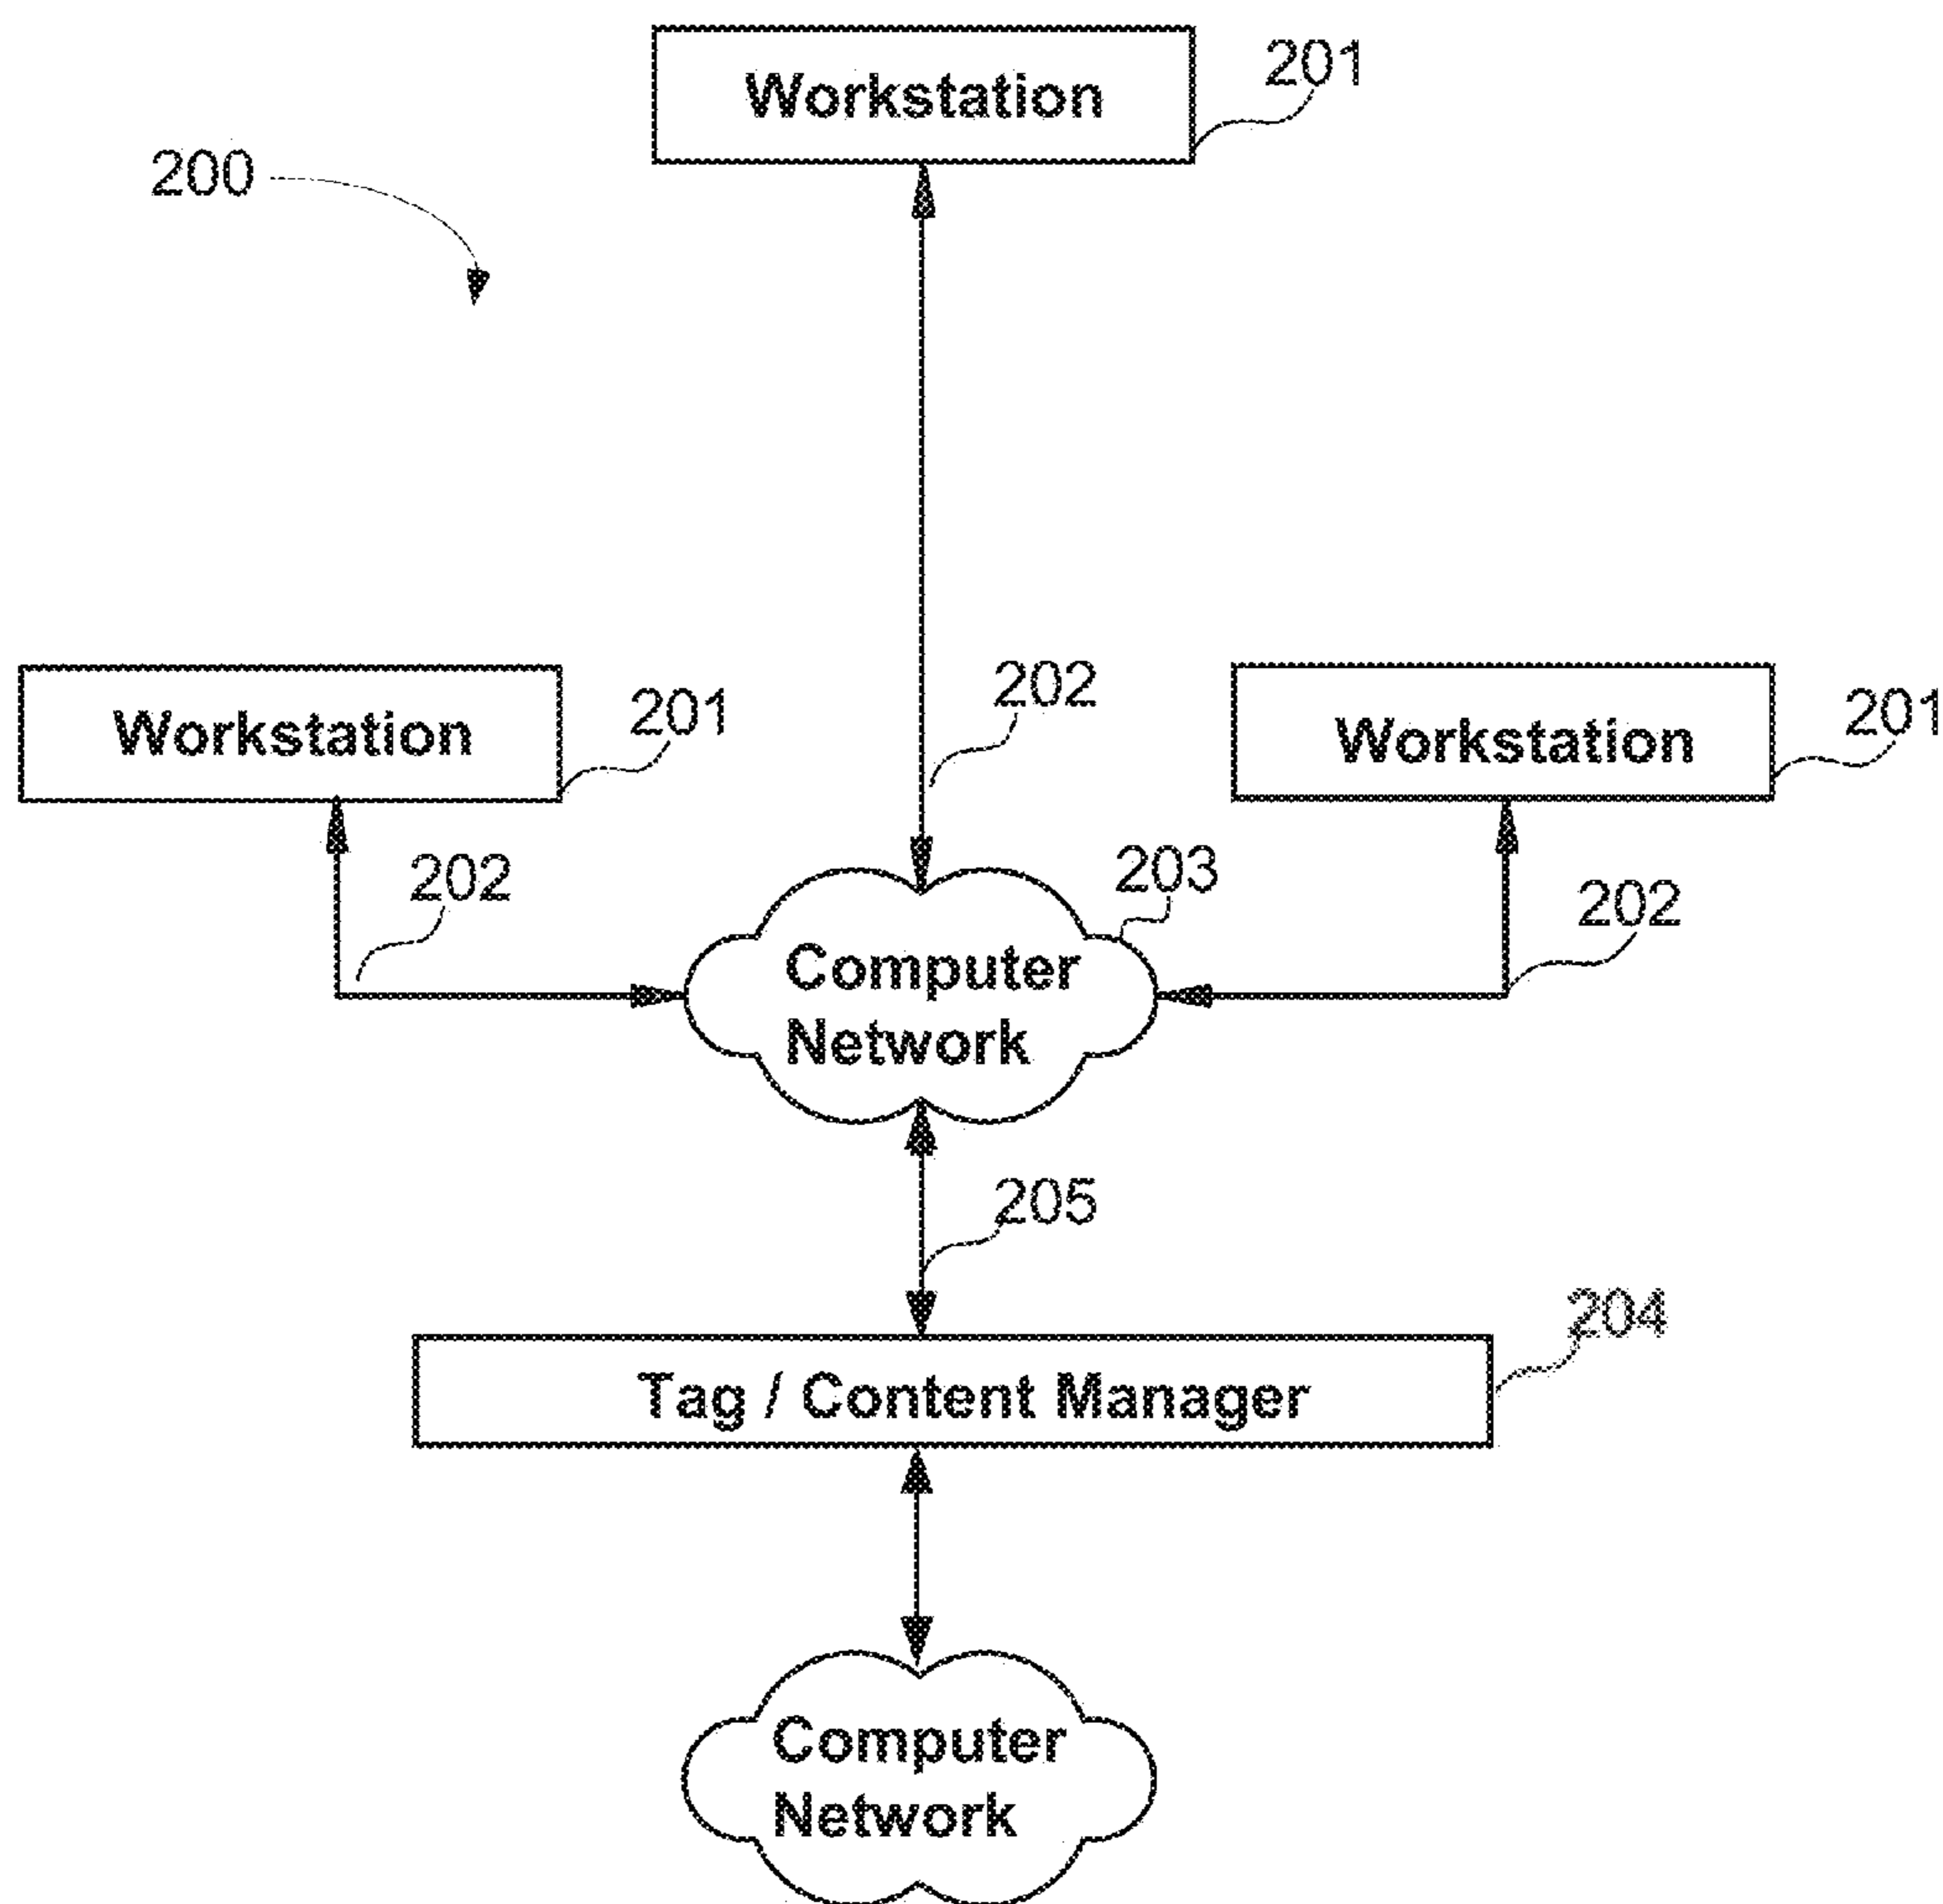 Workstation
201
200
Workstation
201
202
Workstation
201
202
203
202
Computer
Network
205
204
Tag / Content Manager
Computer
Network